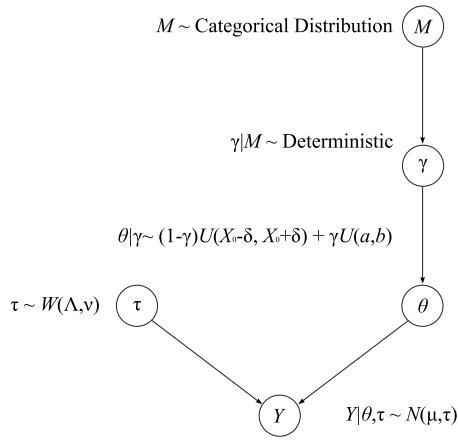 M ~ Categorical Distribution M
γ|M ~ Deterministic
γ
θ|γ~ (1-γ)U(X₀-δ, X₀+δ) + γU(a,b)
τ ~ W(Λ,ν) τ θ
Y Y|θ,τ ~ N(μ,τ)